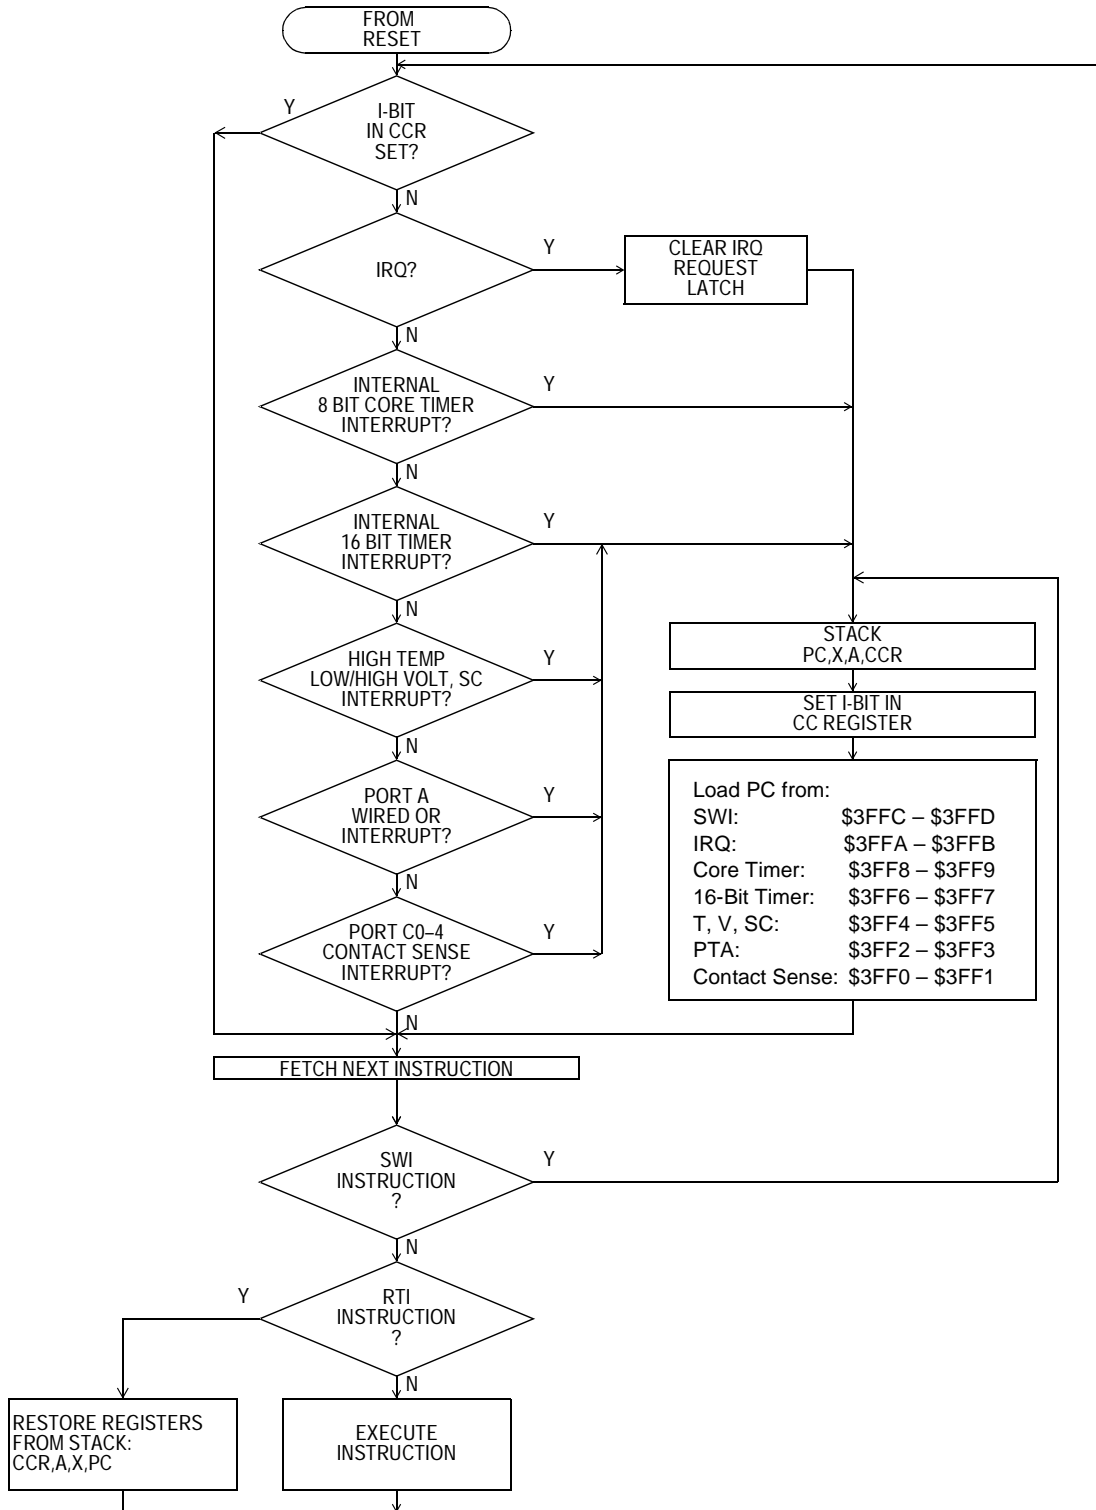 FROM
RESET
Y
I-BIT
IN CCR
SET?
N
IRQ?
Y
CLEAR IRQ
REQUEST
LATCH
N
INTERNAL
8 BIT CORE TIMER
INTERRUPT?
Y
N
INTERNAL
16 BIT TIMER
INTERRUPT?
Y
N
HIGH TEMP
LOW/HIGH VOLT, SC
INTERRUPT?
Y
STACK
PC,X,A,CCR
SET I-BIT IN
CC REGISTER
N
PORT A
WIRED OR
INTERRUPT?
Y
Load PC from:
SWI: $3FFC – $3FFD
IRQ: $3FFA – $3FFB
Core Timer: $3FF8 – $3FF9
16-Bit Timer: $3FF6 – $3FF7
T, V, SC: $3FF4 – $3FF5
PTA: $3FF2 – $3FF3
Contact Sense: $3FF0 – $3FF1
N
PORT C0–4
CONTACT SENSE
INTERRUPT?
Y
N
FETCH NEXT INSTRUCTION
SWI
INSTRUCTION
?
Y
N
Y
RTI
INSTRUCTION
?
N
RESTORE REGISTERS
FROM STACK:
CCR,A,X,PC
EXECUTE
INSTRUCTION